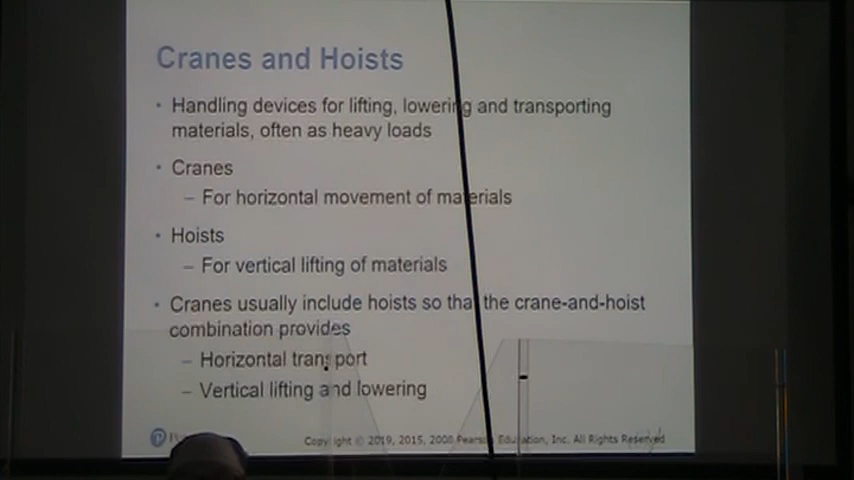 Cranes and Hoists
• Handling devices for lifting, lowering and transporting
materials, often as heavy loads
• Cranes
– For horizontal movement of materials
• Hoists
– For vertical lifting of materials
• Cranes usually include hoists so that the crane-and-hoist
combination provides
– Horizontal transport
– Vertical lifting and lowering
Copyright © 2019, 2015, 2008 Pearson Education, Inc. All Rights Reserved